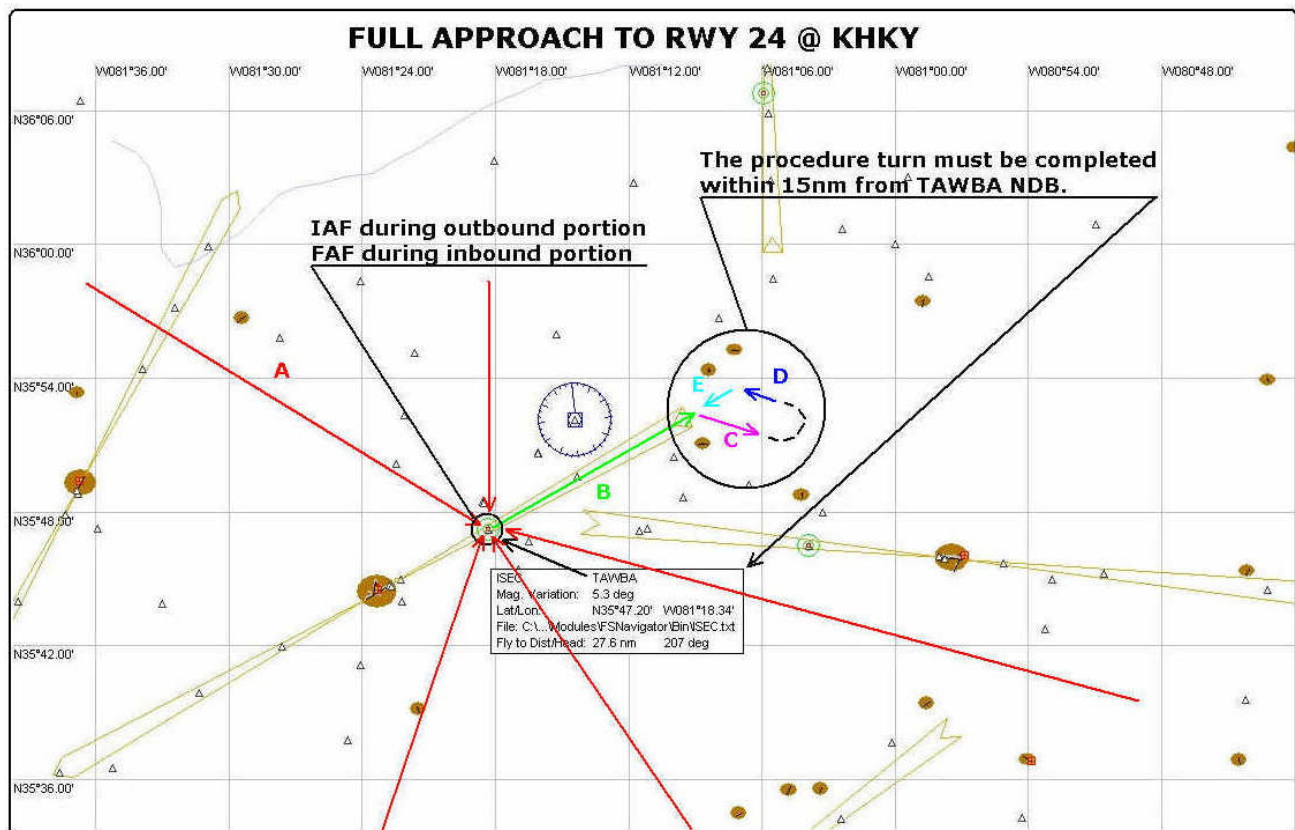 FULL APPROACH TO RWY 24 @ KHKY
W081°36.00' W081°30.00' W081°24.00' W081°18.00' W081°12.00' W081°06.00' W081°00.00' W080°54.00' W080°48.00'
N36°06.00'
The procedure turn must be completed
within 15nm from TAWBA NDB.
IAF during outbound portion
FAF during inbound portion
N36°00.00'
A
N35°54.00'
E
D
C
B
N35°48.00'
ISEC TAWBA
Mag. Variation: 5.3 deg
Lat/Lon: N35°47.20' W081°18.34'
File: C:\...\Modules\FSNavigator\Bin\ISEC.txt
Fly to Dist/Head: 27.6 nm 207 deg
N35°42.00'
N35°36.00'